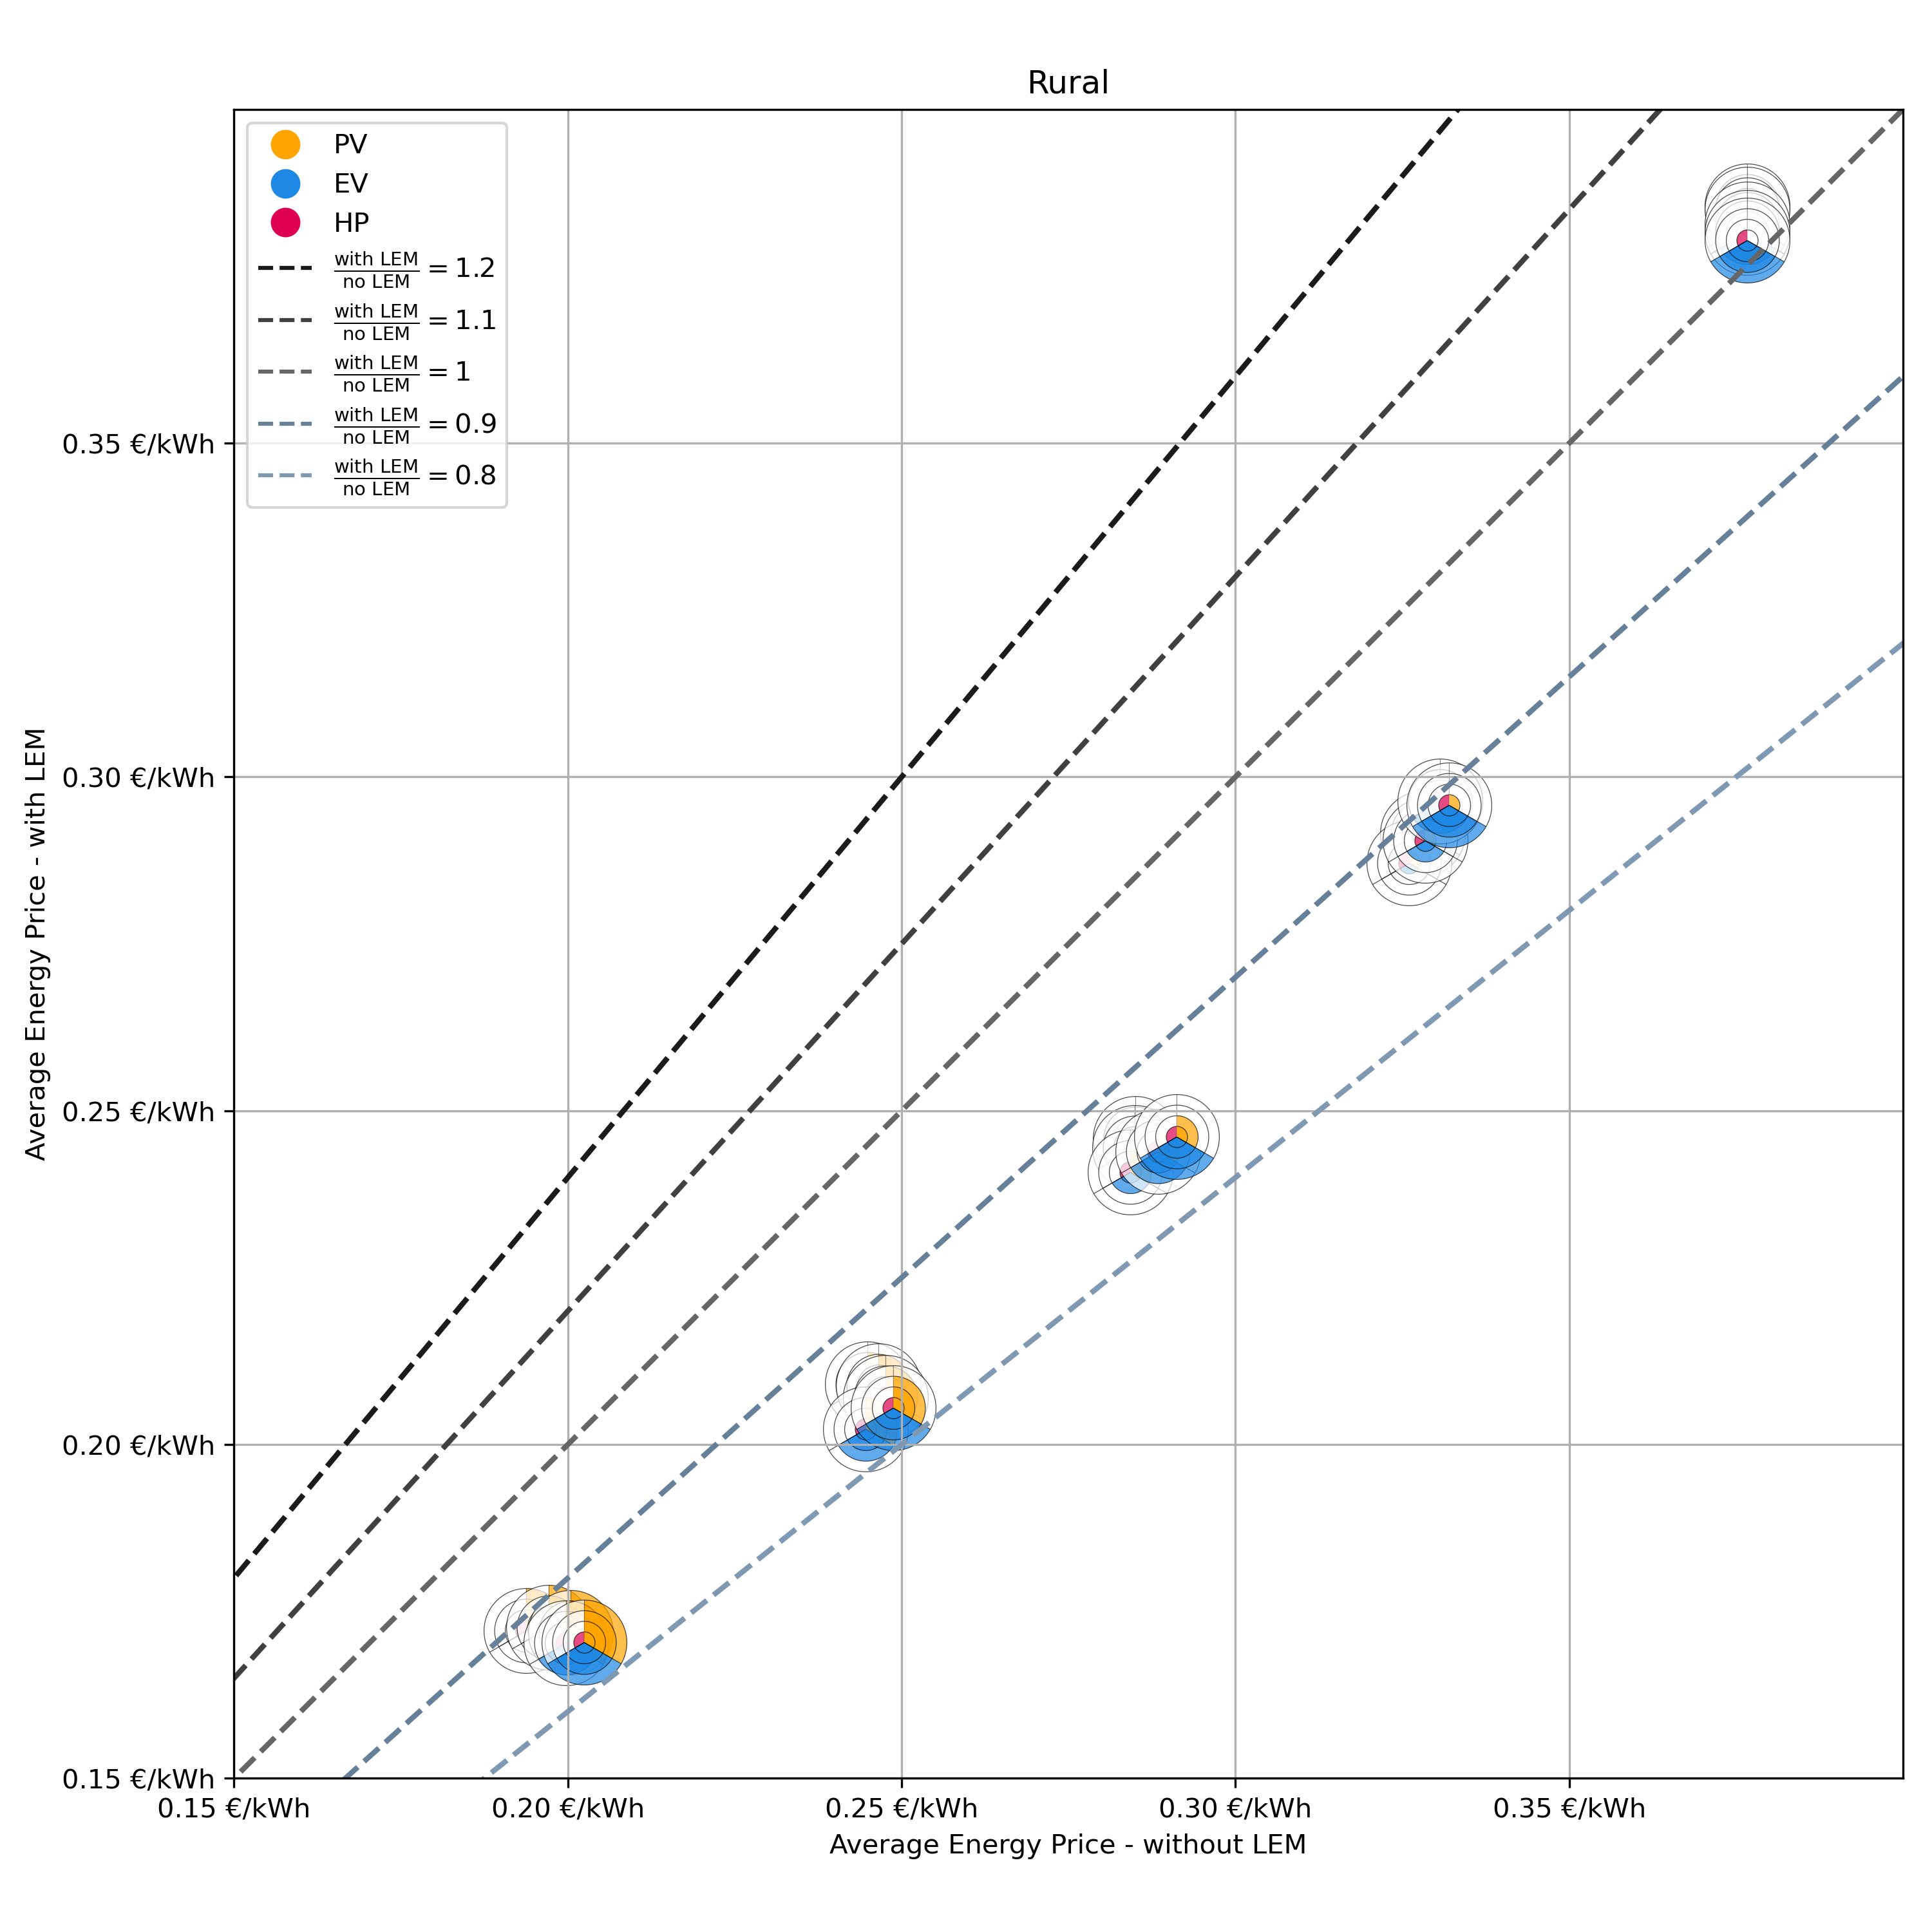 Rural
PV
EV
HP
with LEM / no LEM = 1.2
with LEM / no LEM = 1.1
with LEM / no LEM = 1
with LEM / no LEM = 0.9
with LEM / no LEM = 0.8
Average Energy Price - with LEM
0.35 €/kWh
0.30 €/kWh
0.25 €/kWh
0.20 €/kWh
0.15 €/kWh
0.15 €/kWh
0.20 €/kWh
0.25 €/kWh
0.30 €/kWh
0.35 €/kWh
Average Energy Price - without LEM